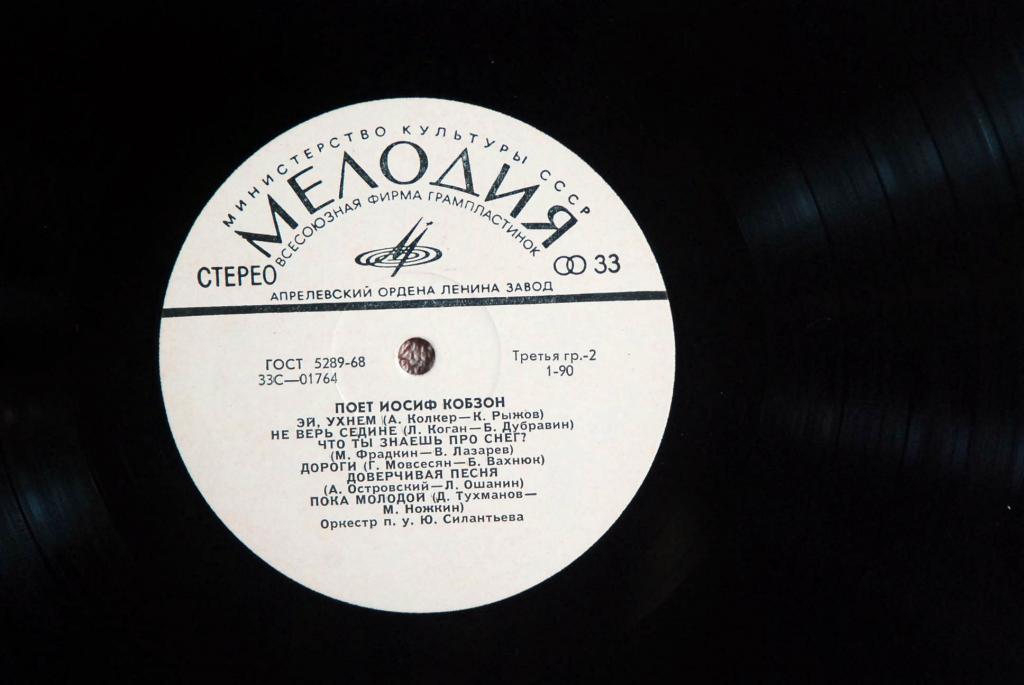 МИНИСТЕРСТВО КУЛЬТУРЫ СССР
МЕЛОДИЯ
ВСЕСОЮЗНАЯ ФИРМА ГРАМПЛАСТИНОК
СТЕРЕО
33
АПРЕЛЕВСКИЙ ОРДЕНА ЛЕНИНА ЗАВОД
ГОСТ 5289-68
Третья гр.-2
33С—01764
1-90
ПОЕТ ИОСИФ КОБЗОН
ЭЙ, УХНЕМ (А. Колкер—К. Рыжов)
НЕ ВЕРЬ СЕДИНЕ (Л. Коган—Б. Дубравин)
ЧТО ТЫ ЗНАЕШЬ ПРО СНЕГ?
(М. Фрадкин—В. Лазарев)
ДОРОГИ (Г. Мовсесян—Б. Вахнюк)
ДОВЕРЧИВАЯ ПЕСНЯ
(А. Островский—Л. Ошанин)
ПОКА МОЛОДОЙ (Д. Тухманов—
М. Ножкин)
Оркестр п. у. Ю. Силантьева